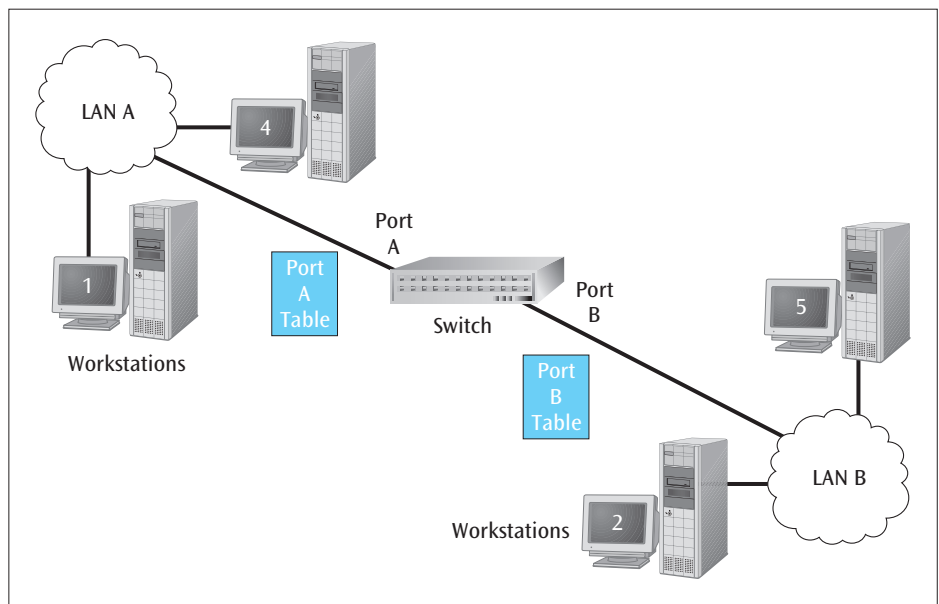 LAN A
4
Port
A
1
Port
A
Table
Switch
Port
B
5
Workstations
Port
B
Table
LAN B
Workstations
2